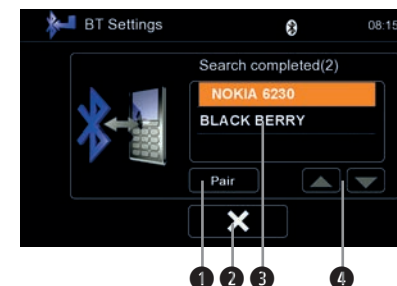 BT Settings 08:15
Search completed(2)
NOKIA 6230
BLACK BERRY
Pair
1 2 3 4